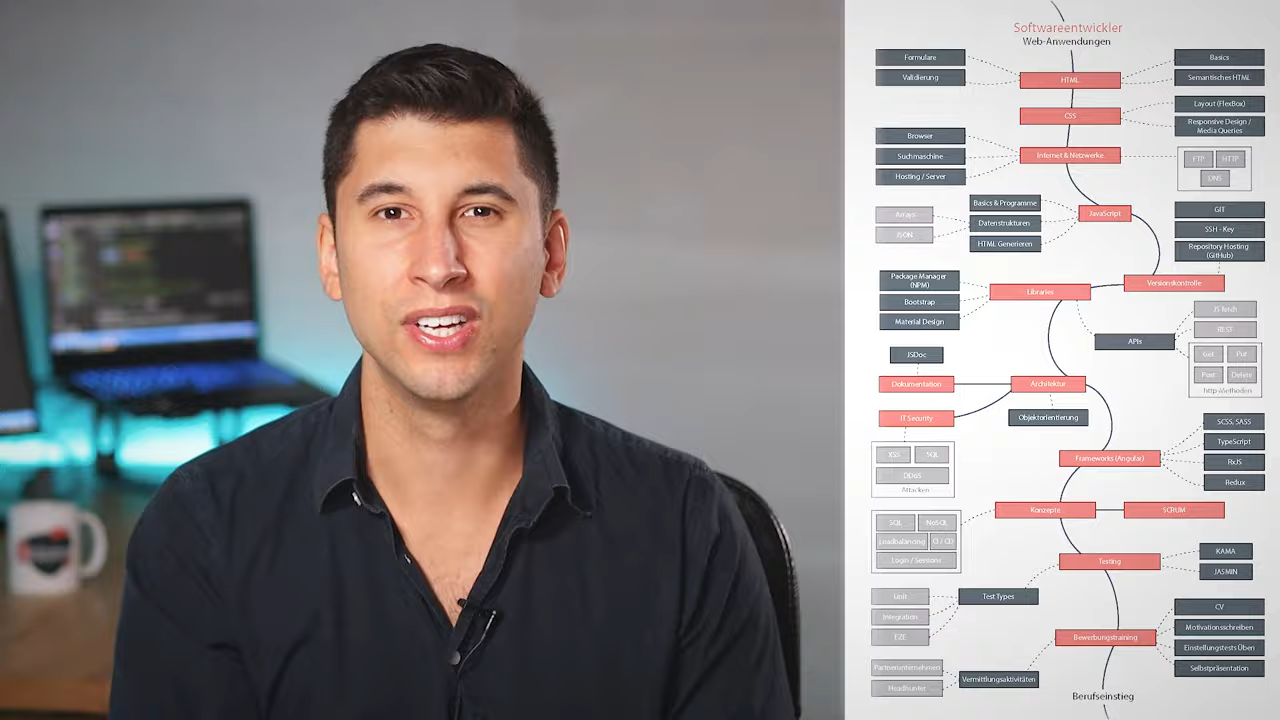 Softwareentwickler
Web-Anwendungen
Formulare
Validierung
HTML
Basics
Semantisches HTML
CSS
Layout (FlexBox)
Responsive Design /
Media Queries
Browser
Suchmaschine
Hosting / Server
Internet & Netzwerke
FTP
HTTP
DNS
Arrays
JSON
Basics & Programme
Datenstrukturen
HTML Generieren
JavaScript
GIT
SSH - Key
Repository Hosting
(GitHub)
Versionskontrolle
Package Manager
(NPM)
Bootstrap
Material Design
Libraries
APIs
JS fetch
REST
Get
Put
Post
Delete
http-Methoden
JSDoc
Dokumentation
Architektur
IT Security
Objektorientierung
XSS
SQL
DDoS
Attacken
Frameworks (Angular)
SCSS, SASS
TypeScript
RxJS
Redux
Konzepte
SCRUM
SQL
NoSQL
Loadbalancing
CI / CD
Login / Sessions
Testing
KAMA
JASMIN
Unit
Integration
E2E
Test Types
Bewerbungstraining
CV
Motivationsschreiben
Einstellungstests Üben
Selbstpräsentation
Partnerunternehmen
Headhunter
Vermittlungsaktivitäten
Berufseinstieg